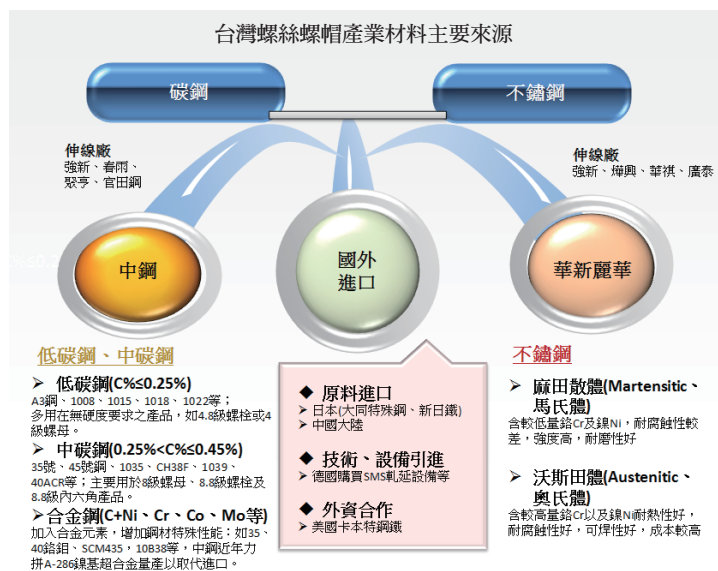 台灣螺絲螺帽產業材料主要來源
碳鋼
不鏽鋼
伸線廠
強新、春雨、
聚亨、官田鋼
伸線廠
強新、燁興、華祺、廣泰
中鋼
國外
進口
華新麗華
低碳鋼、中碳鋼
➢ 低碳鋼(C%≤0.25%)
A3鋼、1008、1015、1018、1022等；
多用在無硬度要求之產品，如4.8級螺栓或4
級螺母。
➢ 中碳鋼(0.25%<C%≤0.45%)
35號、45號鋼、1035、CH38F、1039、
40ACR等；主要用於8級螺母、8.8級螺栓及
8.8級內六角產品。
➢ 合金鋼(C+Ni、Cr、Co、Mo等)
加入合金元素，增加鋼材特殊性能：如35、
40鉻鉬、SCM435，10B38等，中鋼近年力
拼A-286鎳基超合金量產以取代進口。
◆ 原料進口
➢ 日本(大同特殊鋼、新日鐵)
➢ 中國大陸
◆ 技術、設備引進
➢ 德國購買SMS軋延設備等
◆ 外資合作
➢ 美國卡本特鋼鐵
不鏽鋼
➢ 麻田散體(Martensitic、
馬氏體)
含較低量鉻Cr及鎳Ni，耐腐蝕性較
差，強度高，耐磨性好
➢ 沃斯田體(Austenitic、
奧氏體)
含較高量鉻Cr以及鎳Ni耐熱性好，
耐腐蝕性好，可焊性好，成本較高